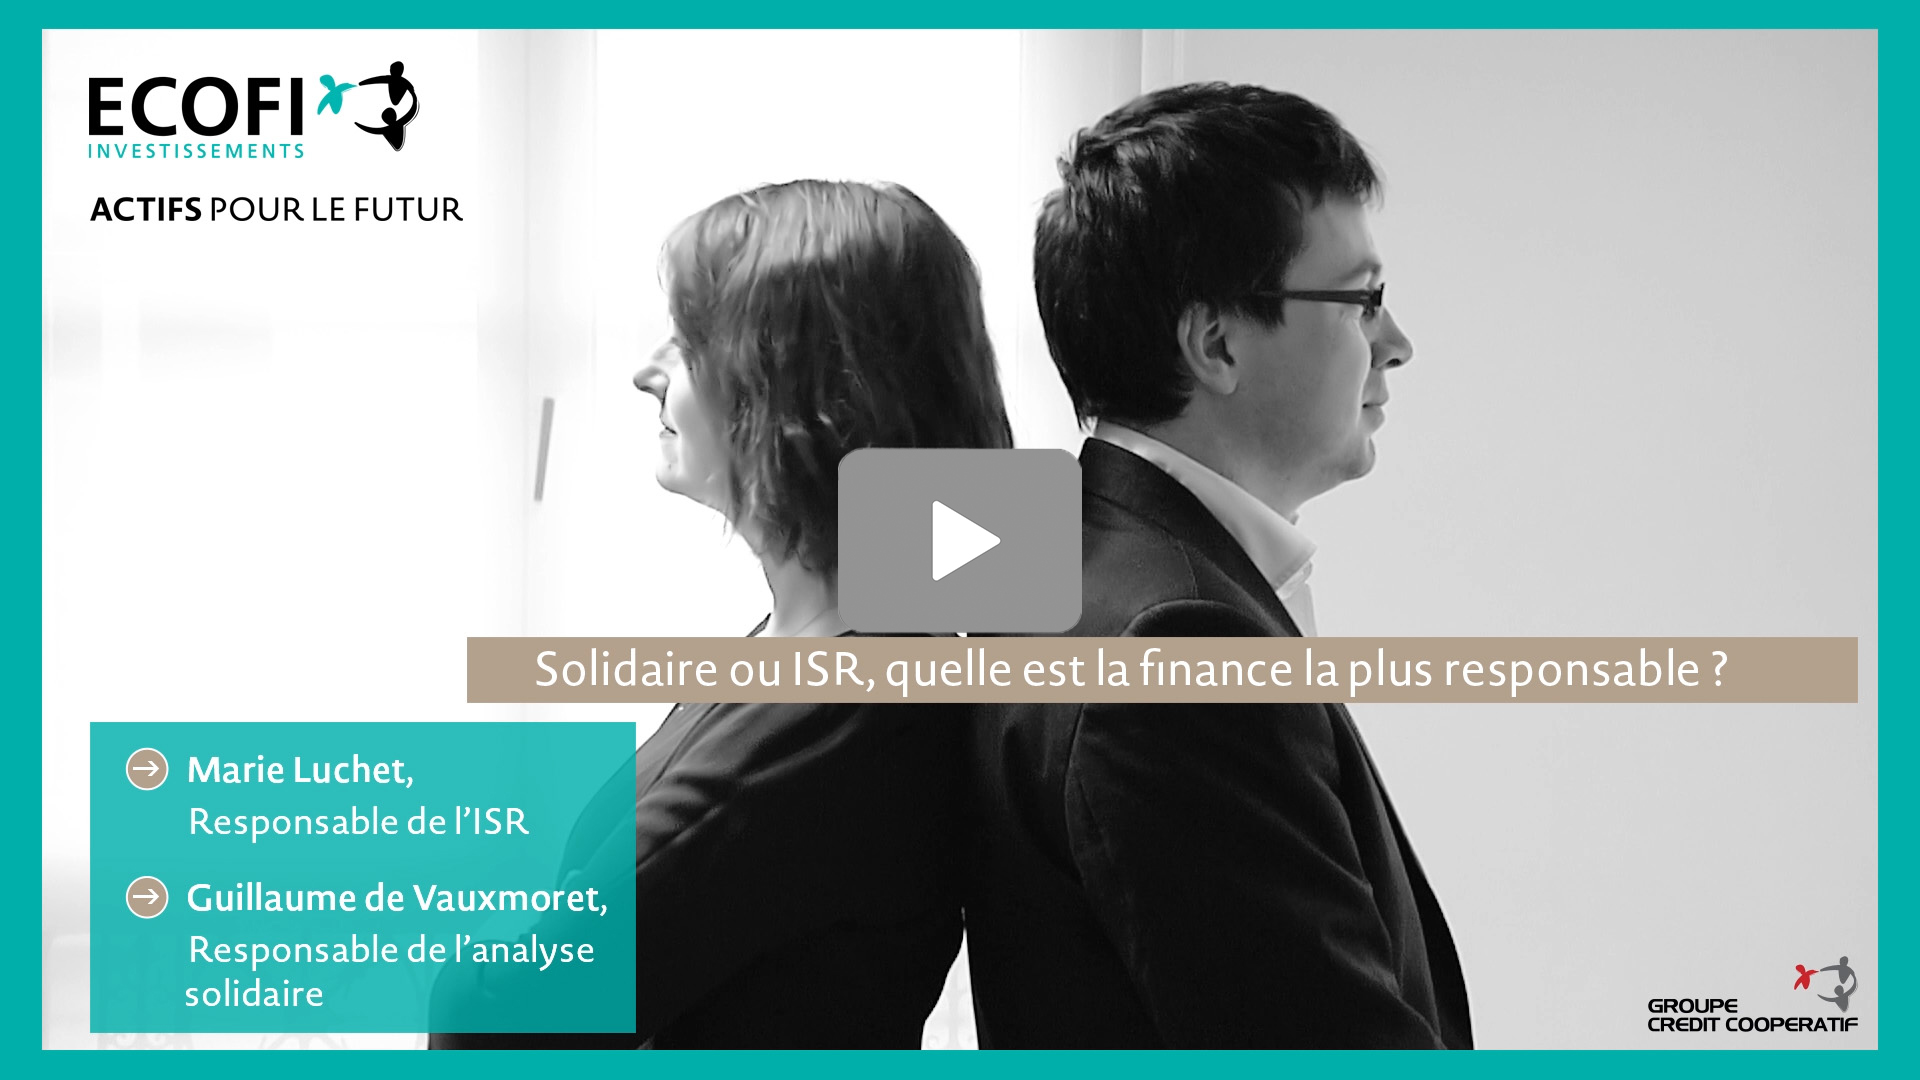 ECOFI
INVESTISSEMENTS
ACTIFS POUR LE FUTUR
Solidaire ou ISR, quelle est la finance la plus responsable ?
Marie Luchet,
Responsable de l’ISR
Guillaume de Vauxmoret,
Responsable de l’analyse
solidaire
GROUPE
CREDIT COOPERATIF